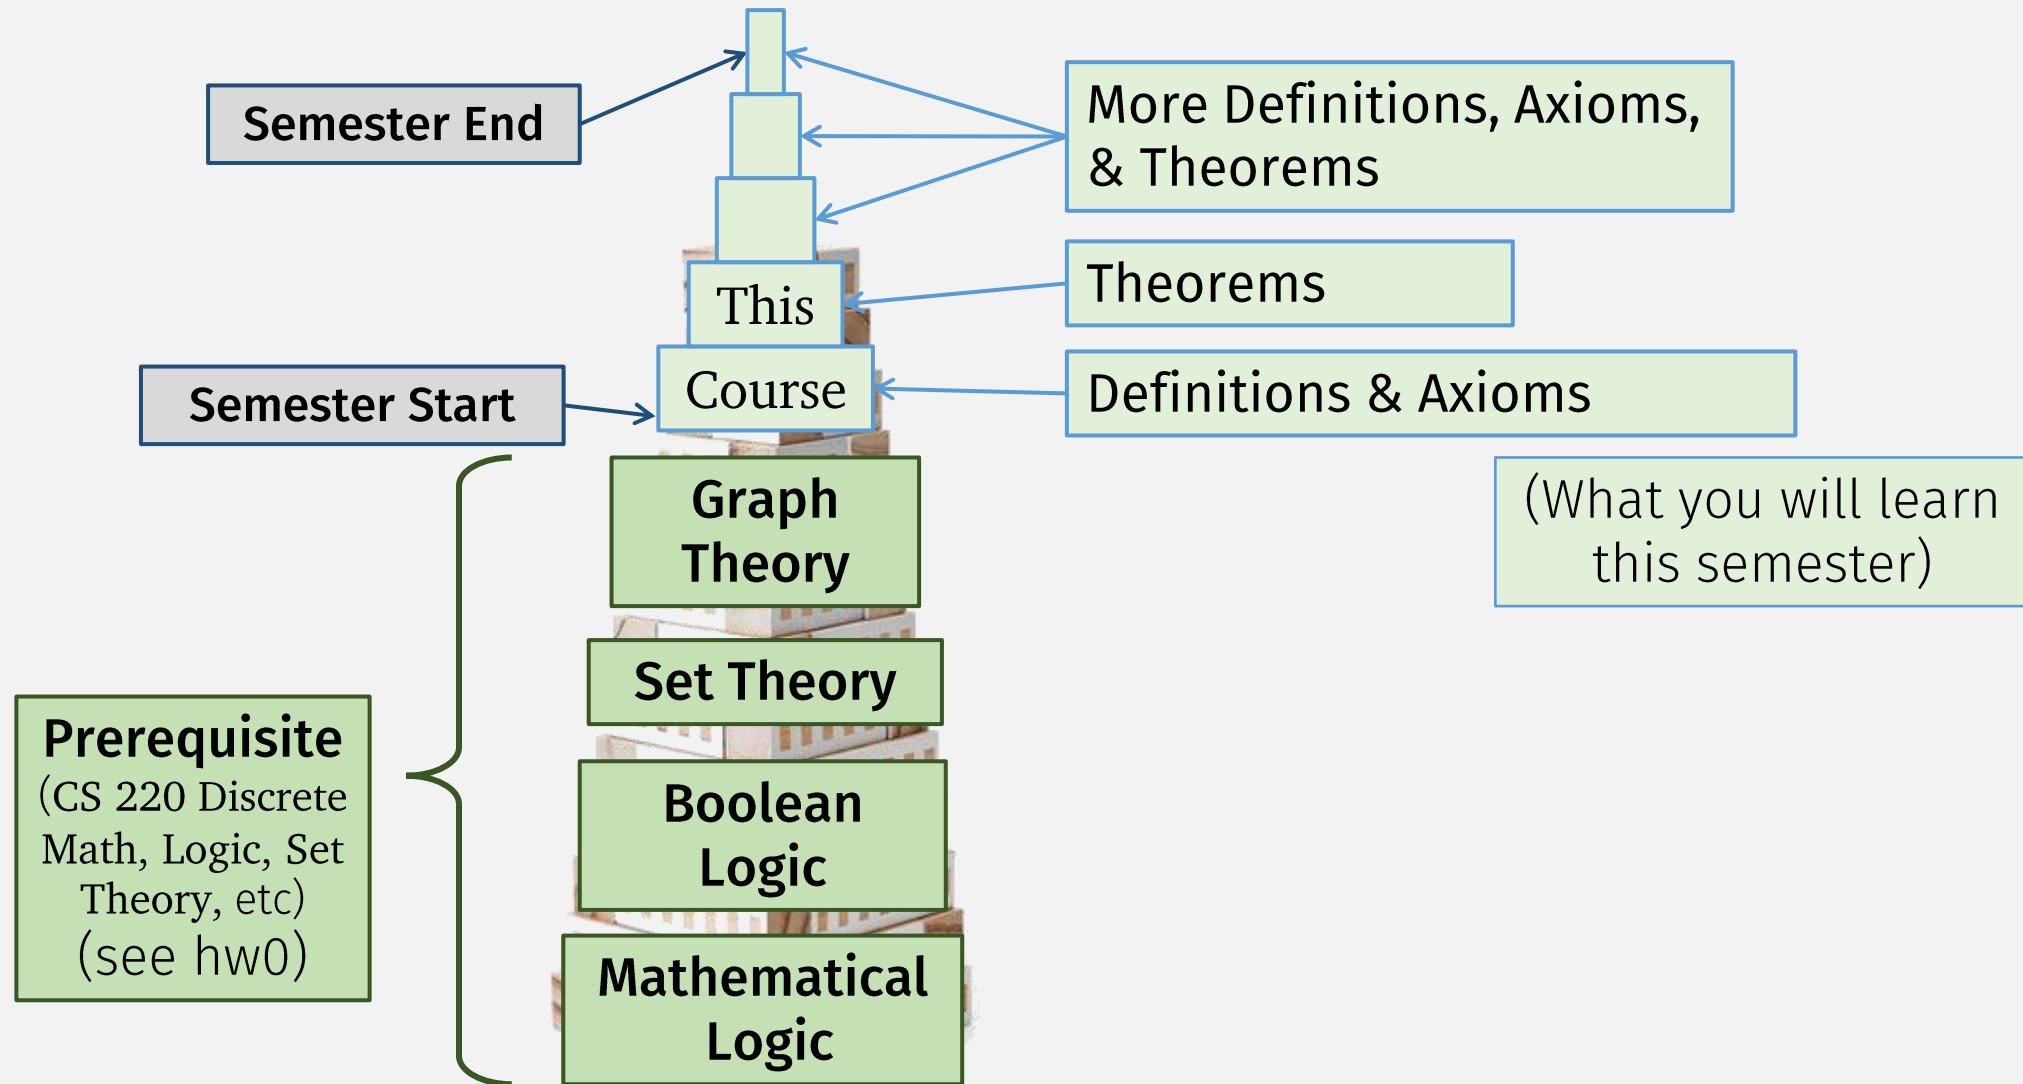 Semester End
More Definitions, Axioms,
& Theorems
This
Theorems
Course
Semester Start
Definitions & Axioms
Graph
Theory
(What you will learn
this semester)
Set Theory
Prerequisite
(CS 220 Discrete
Math, Logic, Set
Theory, etc)
(see hw0)
Boolean
Logic
Mathematical
Logic